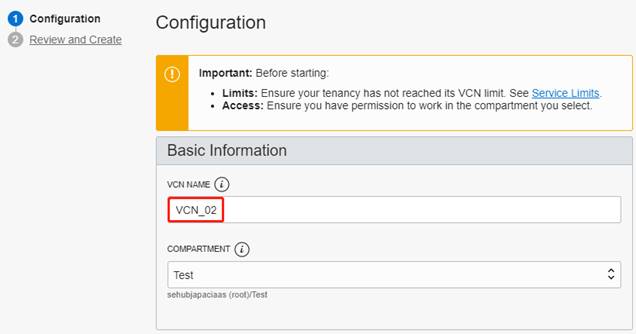 1 Configuration
2 Review and Create
Configuration
Important: Before starting:
• Limits: Ensure your tenancy has not reached its VCN limit. See Service Limits.
• Access: Ensure you have permission to work in the compartment you select.
Basic Information
VCN NAME i
VCN_02
COMPARTMENT i
Test
sehubjapaciaas (root)/Test